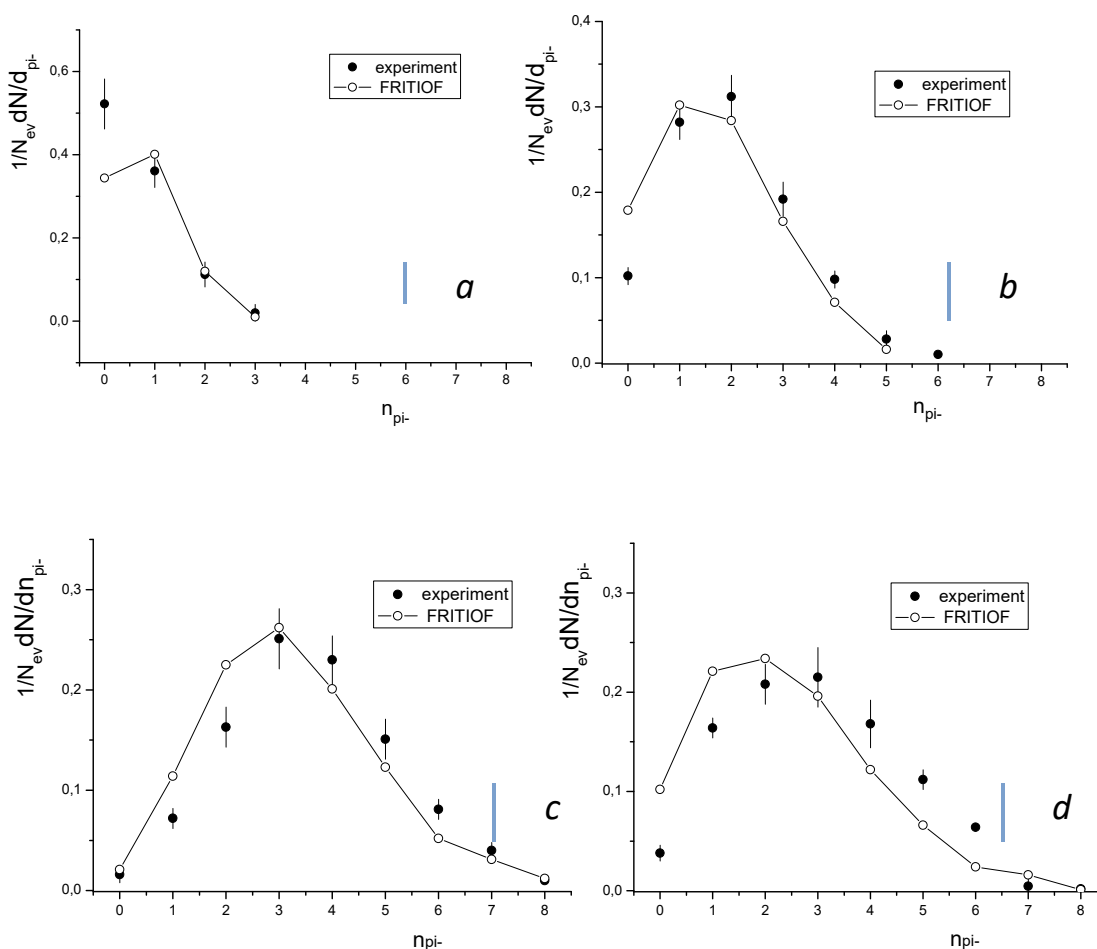 1/N_ev dN/d_pi-
0,6
0,4
0,2
0,0
experiment
FRITIOF
a
0 1 2 3 4 5 6 7 8
n_pi-
1/N_ev dN/d_pi-
0,4
0,3
0,2
0,1
0,0
experiment
FRITIOF
b
0 1 2 3 4 5 6 7 8
n_pi-
1/N_ev dN/dn_pi-
0,3
0,2
0,1
0,0
experiment
FRITIOF
c
0 1 2 3 4 5 6 7 8
n_pi-
1/N_ev dN/dn_pi-
0,3
0,2
0,1
0,0
experiment
FRITIOF
d
0 1 2 3 4 5 6 7 8
n_pi-